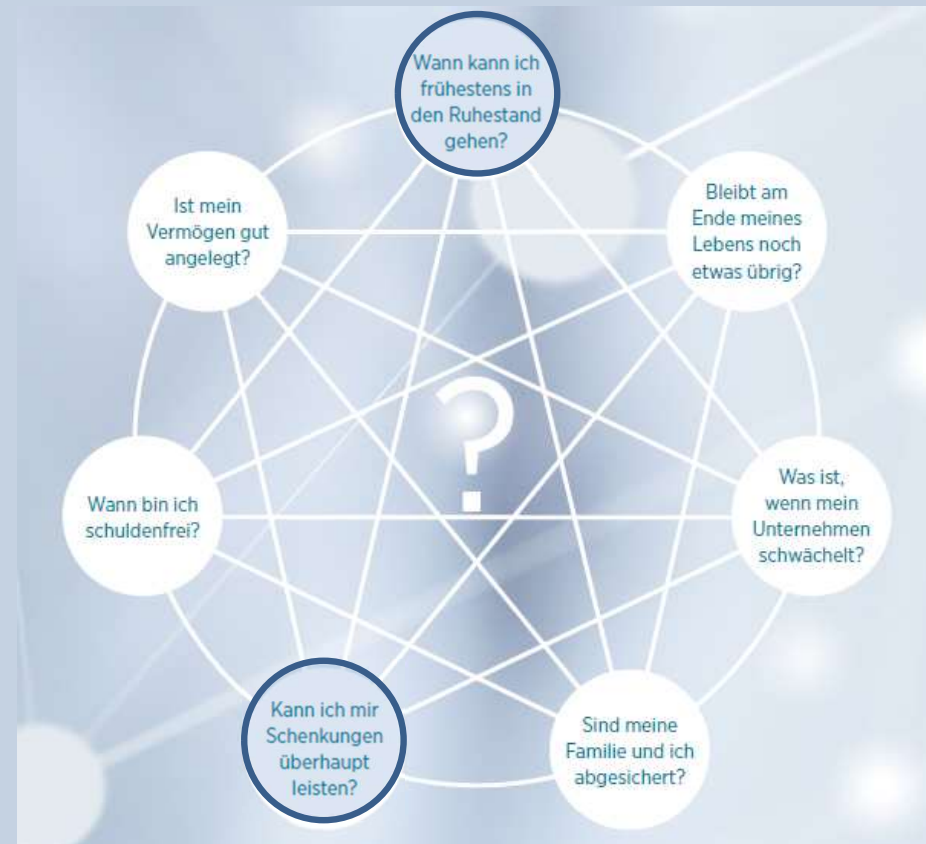 Wann kann ich
frühestens in
den Ruhestand
gehen?
Ist mein
Vermögen gut
angelegt?
Bleibt am
Ende meines
Lebens noch
etwas übrig?
?
Wann bin ich
schuldenfrei?
Was ist,
wenn mein
Unternehmen
schwächelt?
Kann ich mir
Schenkungen
überhaupt
leisten?
Sind meine
Familie und ich
abgesichert?